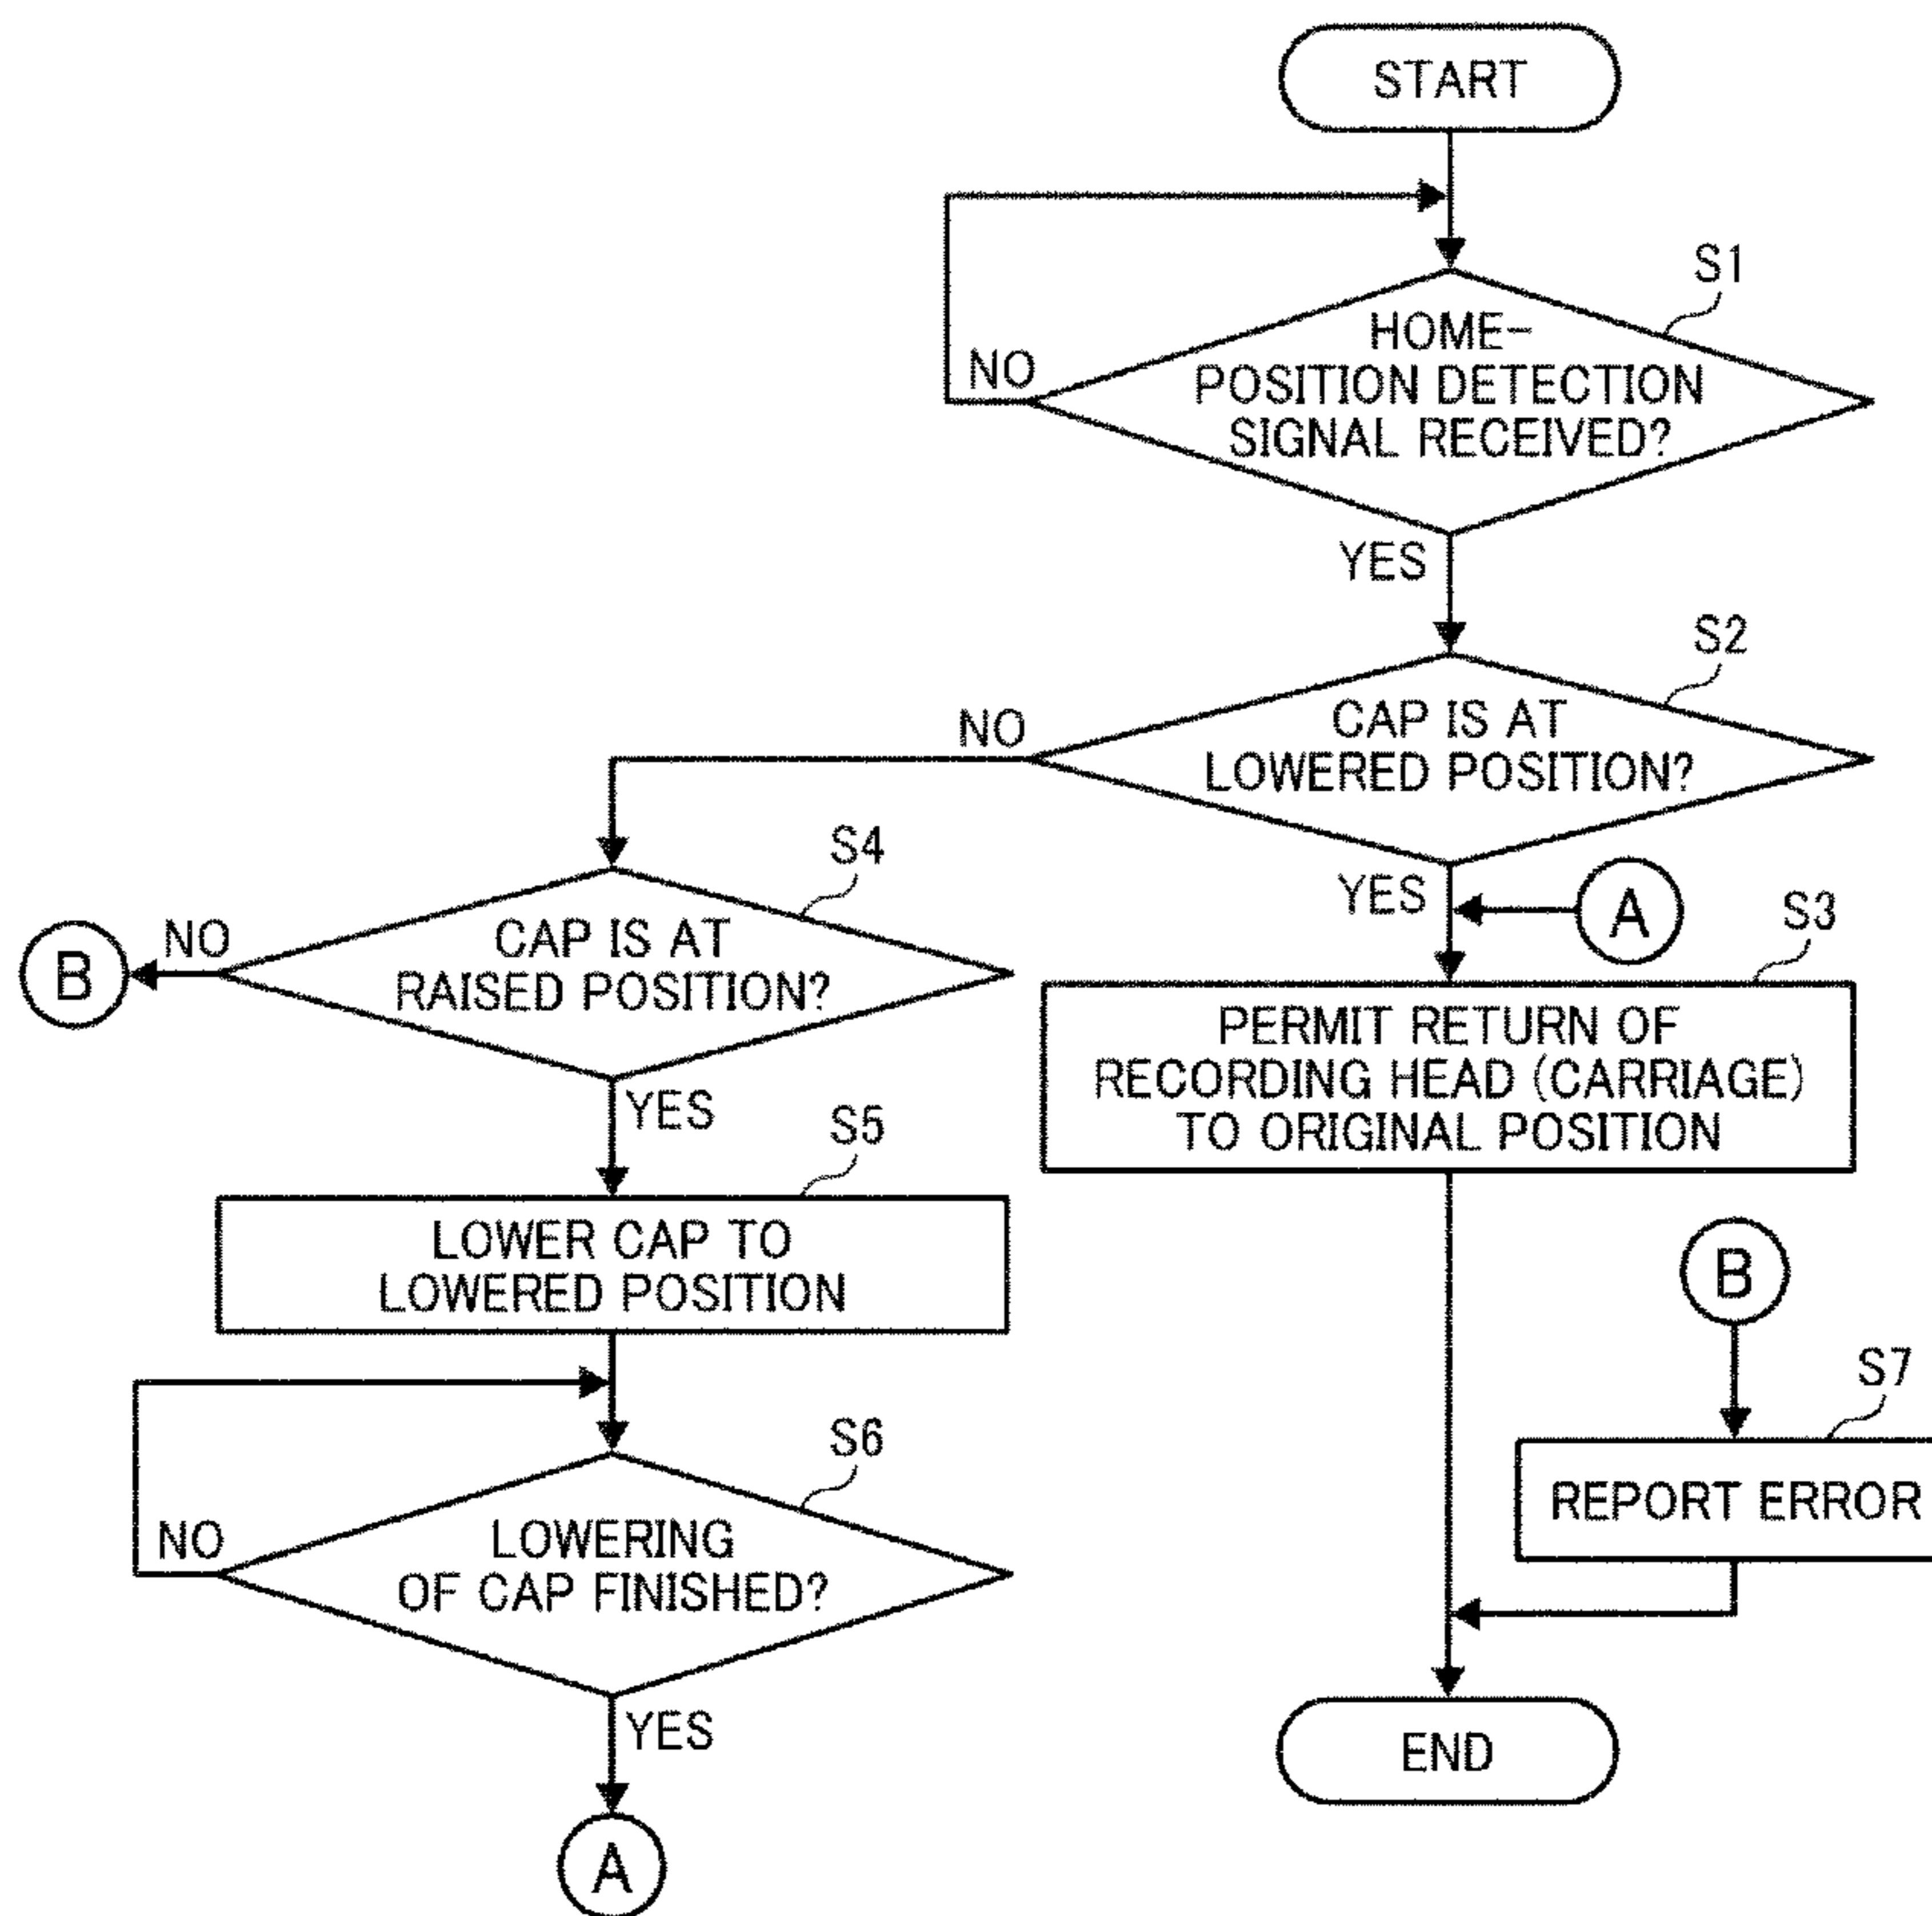 START
S1
HOME-
POSITION DETECTION
SIGNAL RECEIVED?
NO
YES
S2
CAP IS AT
LOWERED POSITION?
NO
YES
A
S3
PERMIT RETURN OF
RECORDING HEAD (CARRIAGE)
TO ORIGINAL POSITION
S4
CAP IS AT
RAISED POSITION?
NO
B
YES
S5
LOWER CAP TO
LOWERED POSITION
S6
LOWERING
OF CAP FINISHED?
NO
YES
A
B
S7
REPORT ERROR
END